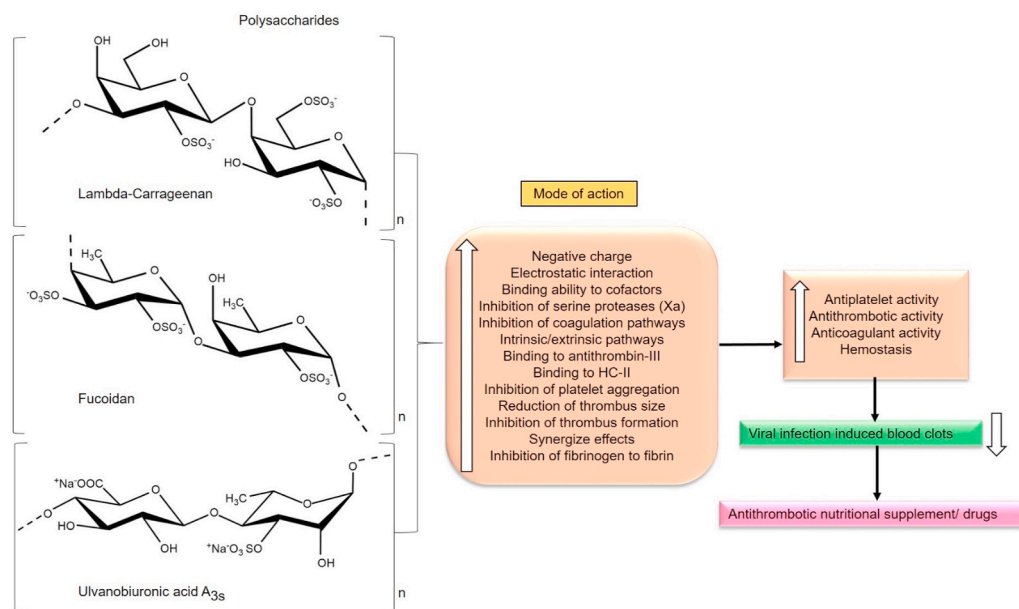 Polysaccharides
OH
OH
O
O
O
O
OSO₃⁻
OSO₃⁻
O
HO
⁻O₃SO
O
Lambda-Carrageenan
n
H₃C
O
⁻O₃SO
OSO₃⁻
O
OH
H₃C
O
O
OSO₃⁻
O
Fucoidan
n
⁺Na⁻OOC
O
O
HO
OH
O
O
H₃C
O
O
⁺Na⁻O₃SO
OH
Ulvanobiuronic acid A₃ₛ
n
Mode of action
Negative charge
Electrostatic interaction
Binding ability to cofactors
Inhibition of serine proteases (Xa)
Inhibition of coagulation pathways
Intrinsic/extrinsic pathways
Binding to antithrombin-III
Binding to HC-II
Inhibition of platelet aggregation
Reduction of thrombus size
Inhibition of thrombus formation
Synergize effects
Inhibition of fibrinogen to fibrin
Antiplatelet activity
Antithrombotic activity
Anticoagulant activity
Hemostasis
Viral infection induced blood clots
Antithrombotic nutritional supplement/ drugs